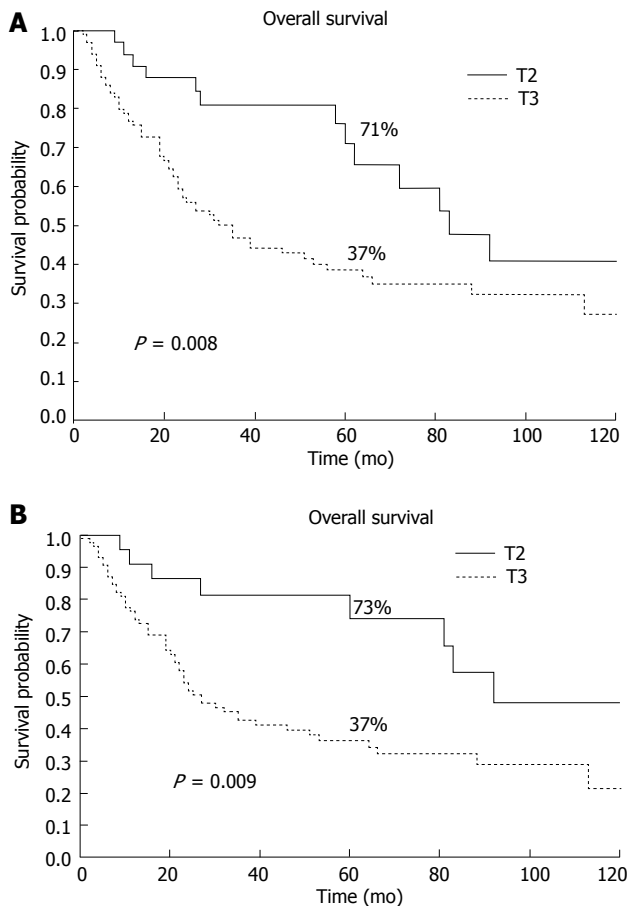 A
Overall survival
T2
T3
Survival probability
1.0
0.9
0.8
0.7
0.6
0.5
0.4
0.3
0.2
0.1
0.0
71%
37%
P = 0.008
0 20 40 60 80 100 120
Time (mo)
B
Overall survival
T2
T3
Survival probability
1.0
0.9
0.8
0.7
0.6
0.5
0.4
0.3
0.2
0.1
0.0
73%
37%
P = 0.009
0 20 40 60 80 100 120
Time (mo)